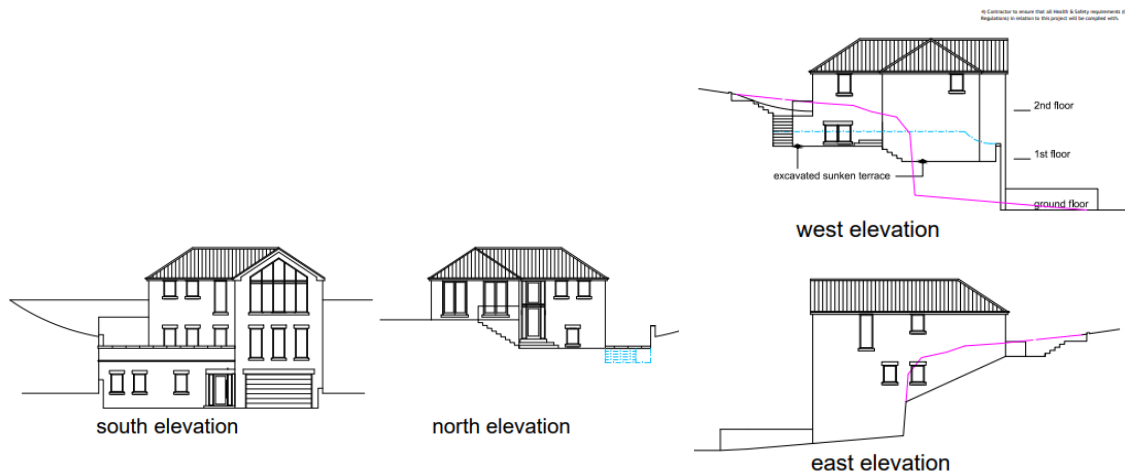 4) Contractor to ensure that all Health & Safety requirements (
Regulations) in relation to this project will be complied with.
2nd floor
1st floor
excavated sunken terrace
ground floor
west elevation
south elevation
north elevation
east elevation